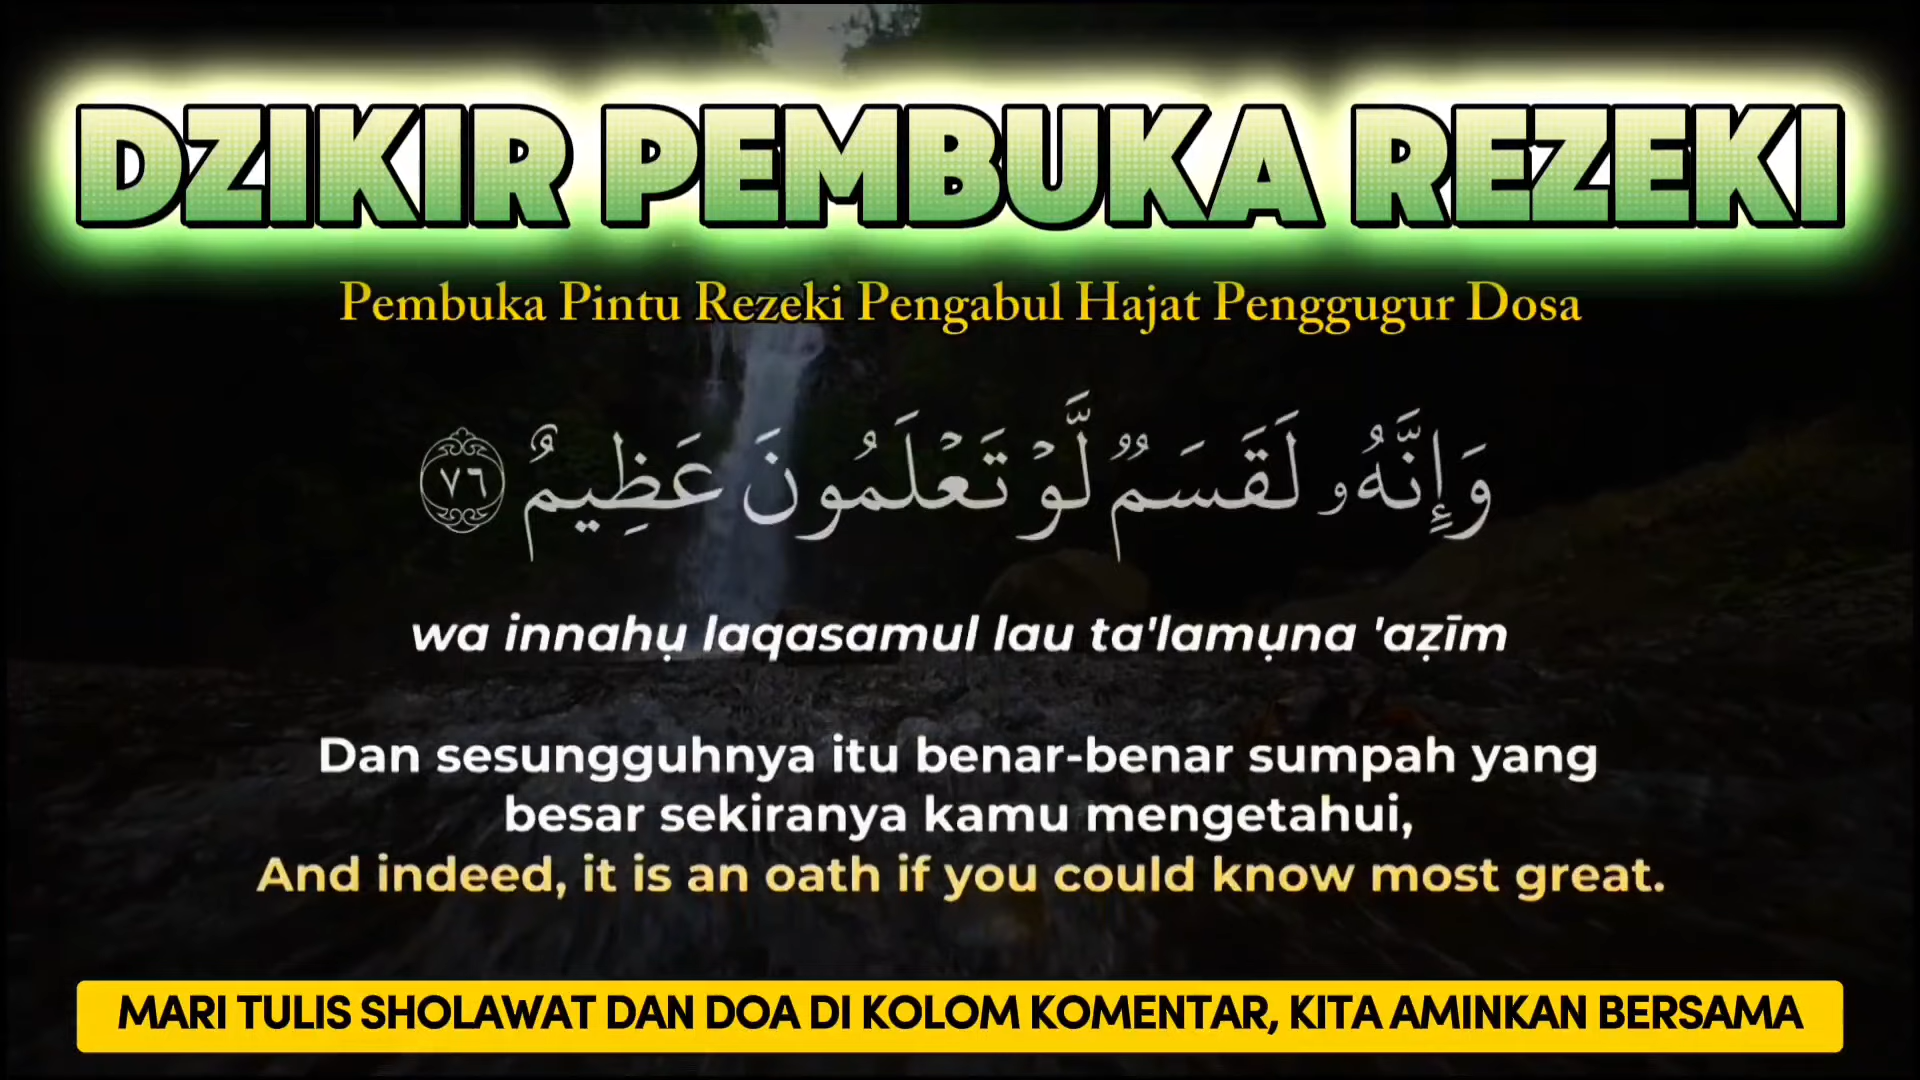 DZIKIR PEMBUKA REZEKI
Pembuka Pintu Rezeki Pengabul Hajat Penggugur Dosa
وَإِنَّهُۥ لَقَسَمٌۭ لَّوْ تَعْلَمُونَ عَظِيمٌ ٧٦
wa innahụ laqasamul lau ta'lamụna 'aẓīm
Dan sesungguhnya itu benar-benar sumpah yang
besar sekiranya kamu mengetahui,
And indeed, it is an oath if you could know most great.
MARI TULIS SHOLAWAT DAN DOA DI KOLOM KOMENTAR, KITA AMINKAN BERSAMA